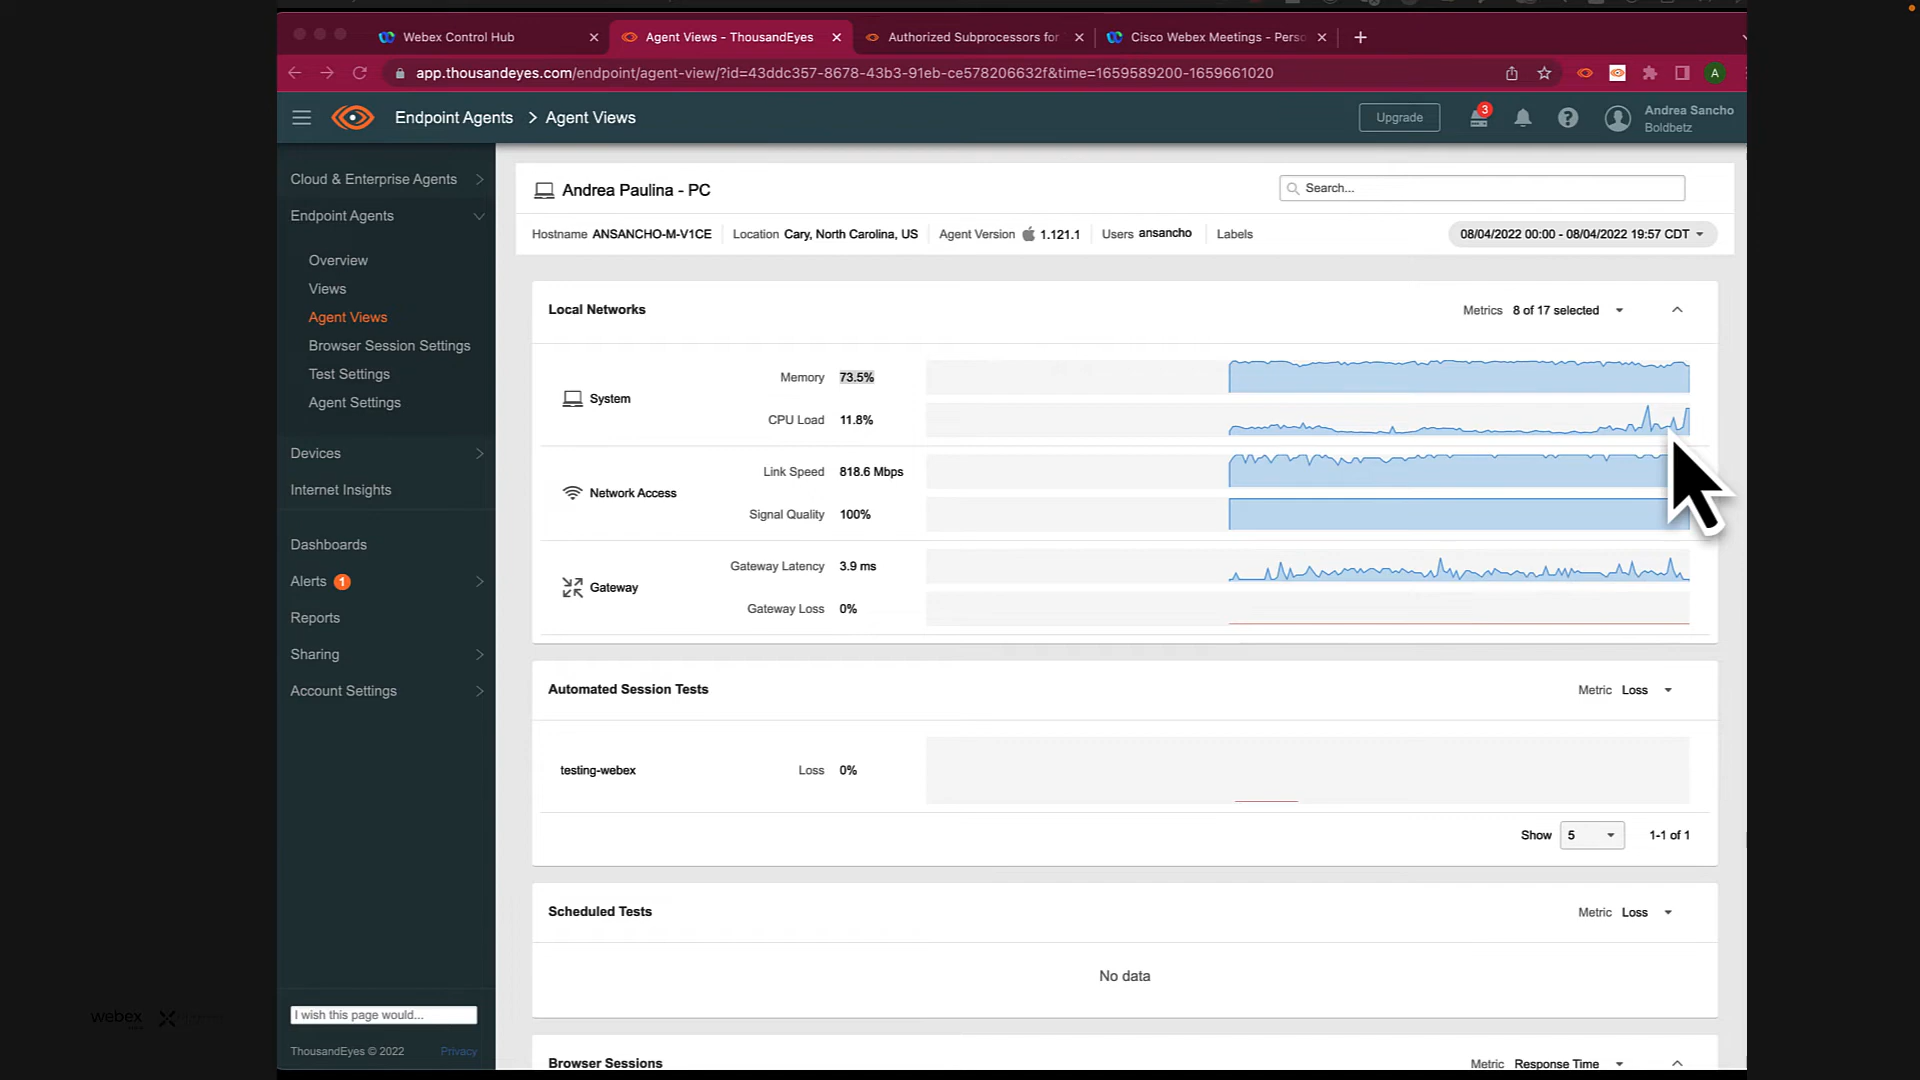 Webex Control Hub
Agent Views - ThousandEyes
Authorized Subprocessors for
Cisco Webex Meetings - Perso
app.thousandeyes.com/endpoint/agent-view/?id=43ddc357-8678-43b3-91eb-ce578206632f&time=1659589200-1659661020
A
Endpoint Agents > Agent Views
Upgrade
3
Andrea Sancho
Boldbetz
Cloud & Enterprise Agents
Endpoint Agents
Overview
Views
Agent Views
Browser Session Settings
Test Settings
Agent Settings
Devices
Internet Insights
Dashboards
Alerts 1
Reports
Sharing
Account Settings
I wish this page would...
ThousandEyes © 2022 Privacy
Andrea Paulina - PC
Search...
Hostname ANSANCHO-M-V1CE Location Cary, North Carolina, US Agent Version 1.121.1 Users ansancho Labels
08/04/2022 00:00 - 08/04/2022 19:57 CDT
Local Networks
Metrics 8 of 17 selected
System
Memory 73.5%
CPU Load 11.8%
Network Access
Link Speed 818.6 Mbps
Signal Quality 100%
Gateway
Gateway Latency 3.9 ms
Gateway Loss 0%
Automated Session Tests
Metric Loss
testing-webex Loss 0%
Show 5 1-1 of 1
Scheduled Tests
Metric Loss
No data
Browser Sessions
Metric Response Time
webex